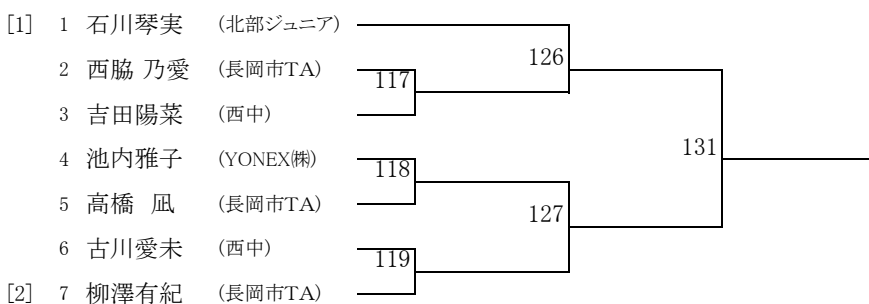 [1] 1 石川琴実 (北部ジュニア)
126
2 西脇 乃愛 (長岡市TA)
117
3 吉田陽菜 (西中)
131
4 池内雅子 (YONEX㈱)
118
5 高橋 凪 (長岡市TA)
127
6 古川愛未 (西中)
119
[2] 7 柳澤有紀 (長岡市TA)